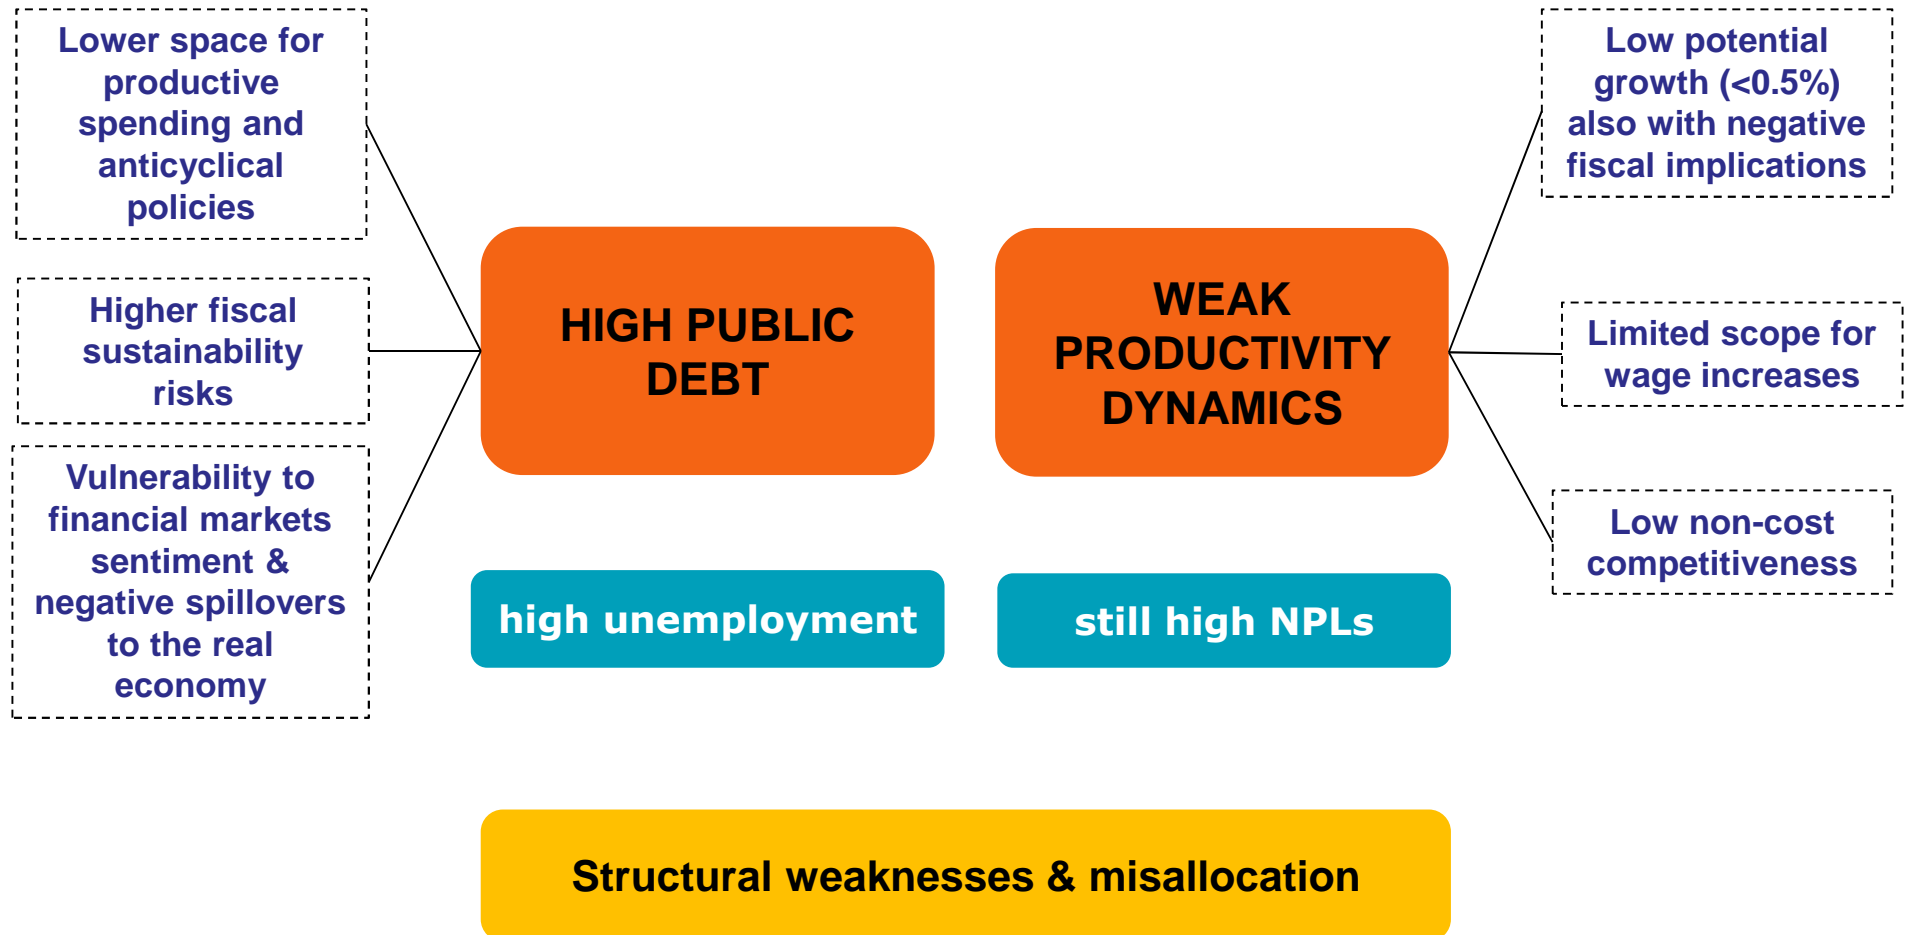 Lower space for
productive
spending and
anticyclical
policies
Higher fiscal
sustainability
risks
Vulnerability to
financial markets
sentiment &
negative spillovers
to the real
economy
HIGH PUBLIC
DEBT
WEAK
PRODUCTIVITY
DYNAMICS
high unemployment
still high NPLs
Low potential
growth (<0.5%)
also with negative
fiscal implications
Limited scope for
wage increases
Low non-cost
competitiveness
Structural weaknesses & misallocation